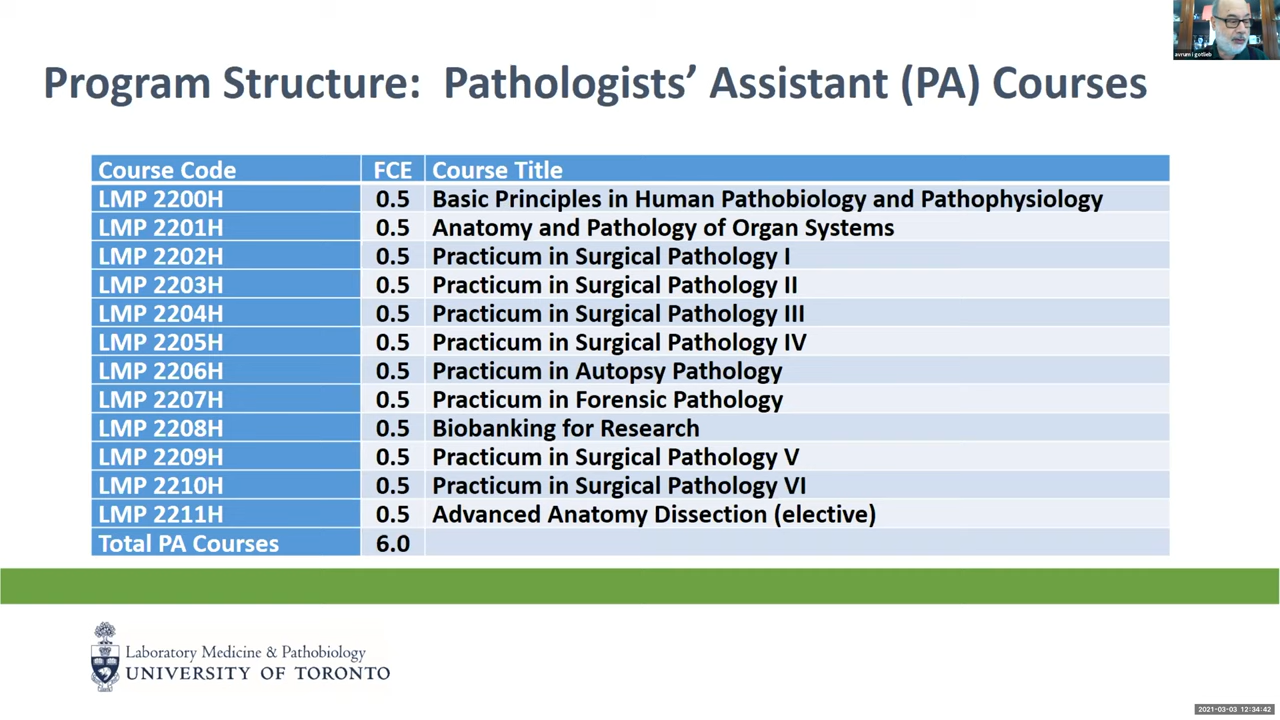 avrum i gotlieb
Program Structure: Pathologists’ Assistant (PA) Courses
Course Code FCE Course Title
LMP 2200H 0.5 Basic Principles in Human Pathobiology and Pathophysiology
LMP 2201H 0.5 Anatomy and Pathology of Organ Systems
LMP 2202H 0.5 Practicum in Surgical Pathology I
LMP 2203H 0.5 Practicum in Surgical Pathology II
LMP 2204H 0.5 Practicum in Surgical Pathology III
LMP 2205H 0.5 Practicum in Surgical Pathology IV
LMP 2206H 0.5 Practicum in Autopsy Pathology
LMP 2207H 0.5 Practicum in Forensic Pathology
LMP 2208H 0.5 Biobanking for Research
LMP 2209H 0.5 Practicum in Surgical Pathology V
LMP 2210H 0.5 Practicum in Surgical Pathology VI
LMP 2211H 0.5 Advanced Anatomy Dissection (elective)
Total PA Courses 6.0
Laboratory Medicine & Pathobiology
UNIVERSITY OF TORONTO
2021-03-03 12:34:42